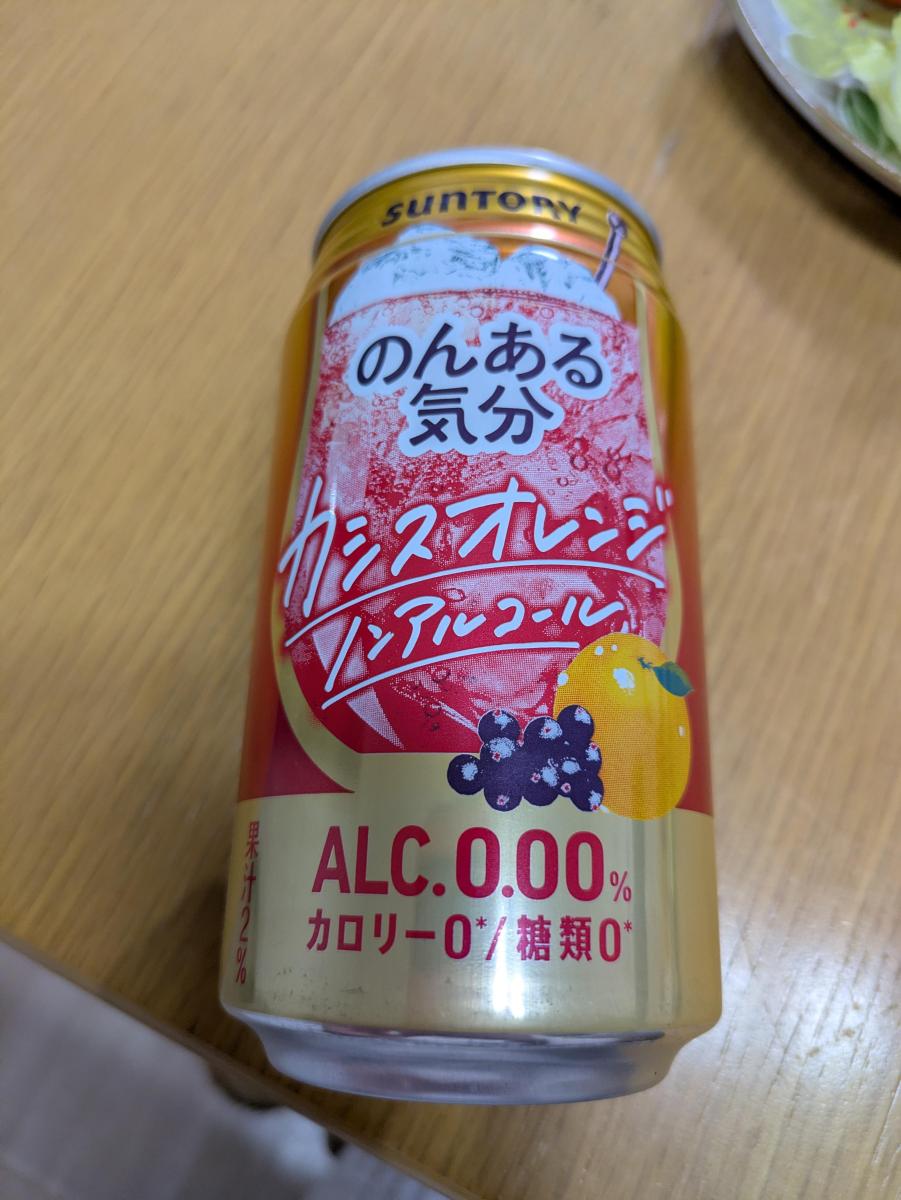 SUNTORY
のんある
気分
カシスオレンジ
ノンアルコール
ALC.0.00%
カロリー0*/糖類0*
果汁2%